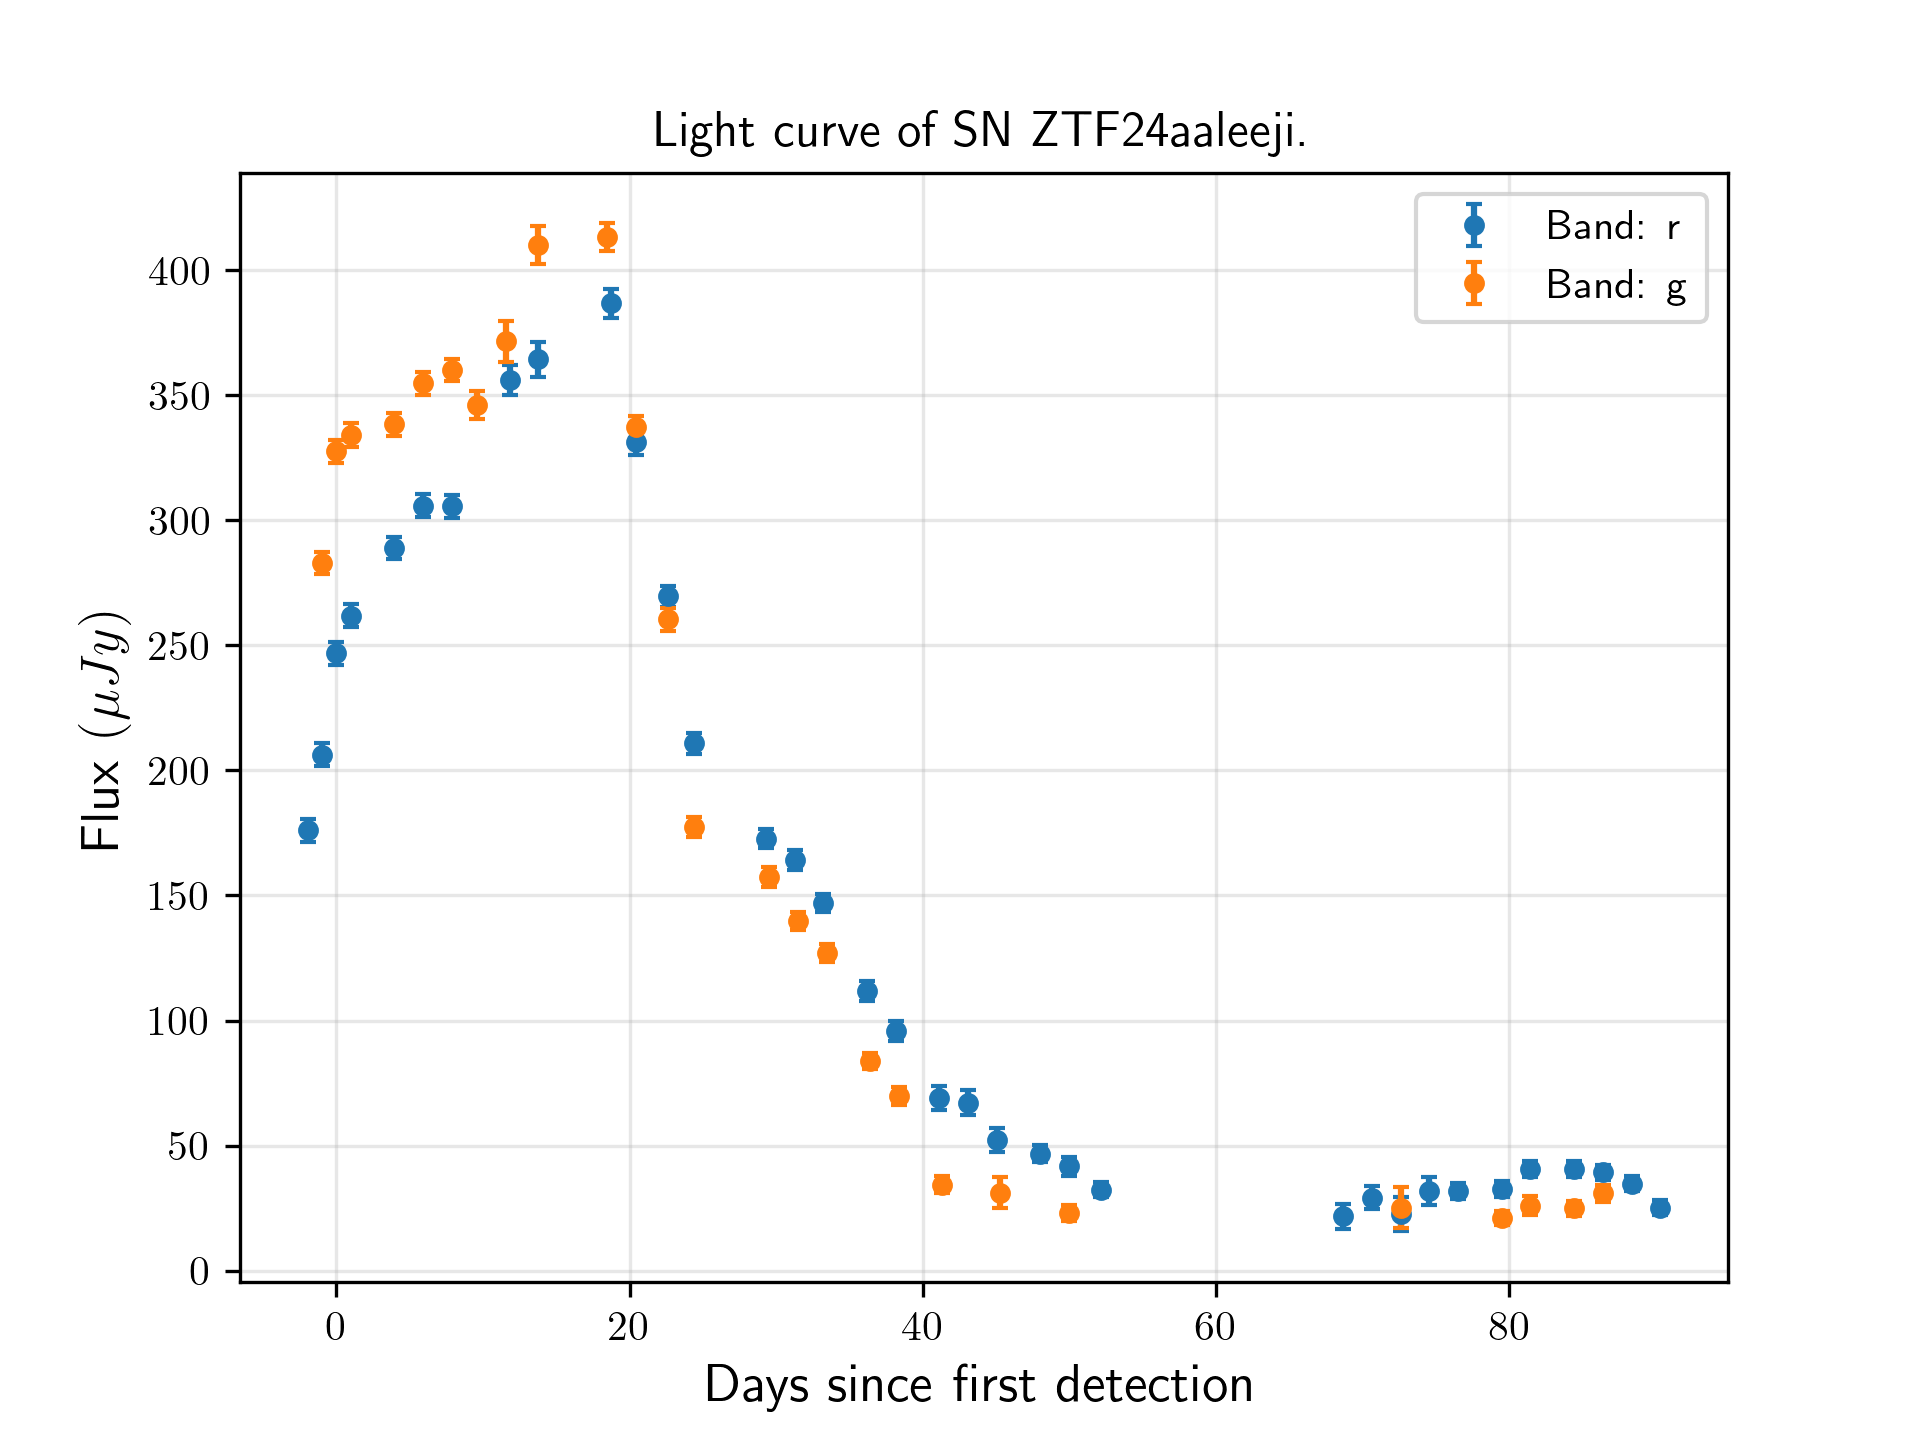 Light curve of SN ZTF24aaleeji.
Band: r
Band: g
400
350
300
250
200
150
100
50
0
Flux (μJy)
0 20 40 60 80
Days since first detection